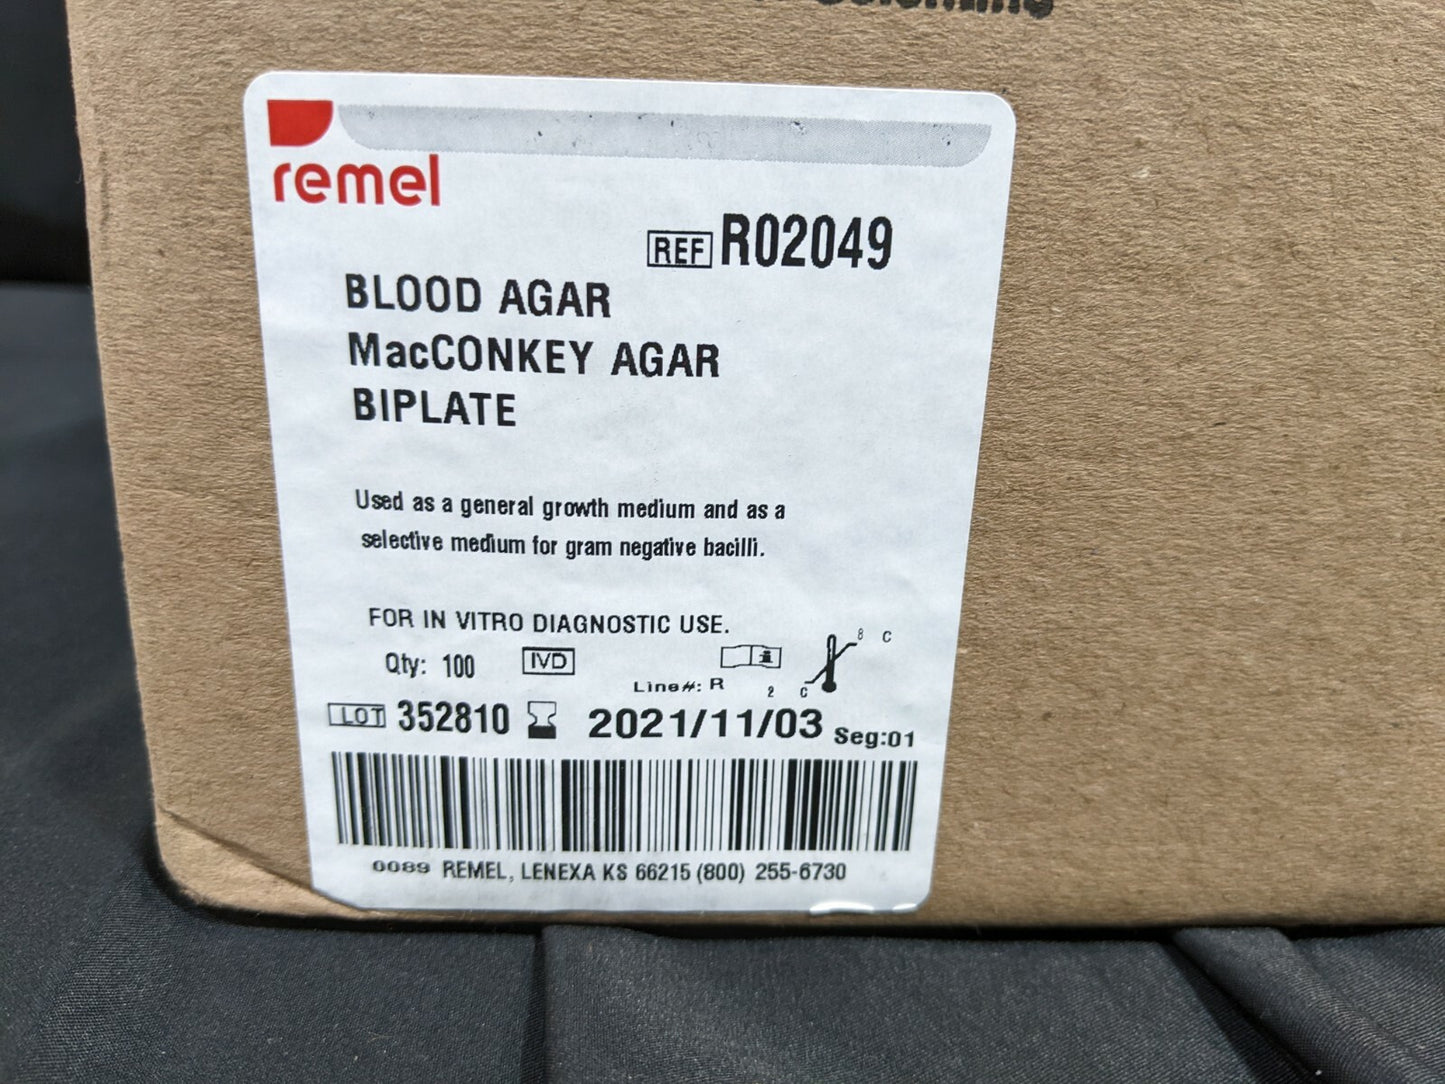 remel
REF R02049
BLOOD AGAR
MacCONKEY AGAR
BIPLATE
Used as a general growth medium and as a
selective medium for gram negative bacilli.
FOR IN VITRO DIAGNOSTIC USE.
8 C
Qty: 100 IVD
Line#: R 2 C
LOT 352810 2021/11/03 Seg:01
0089 REMEL, LENEXA KS 66215 (800) 255-6730